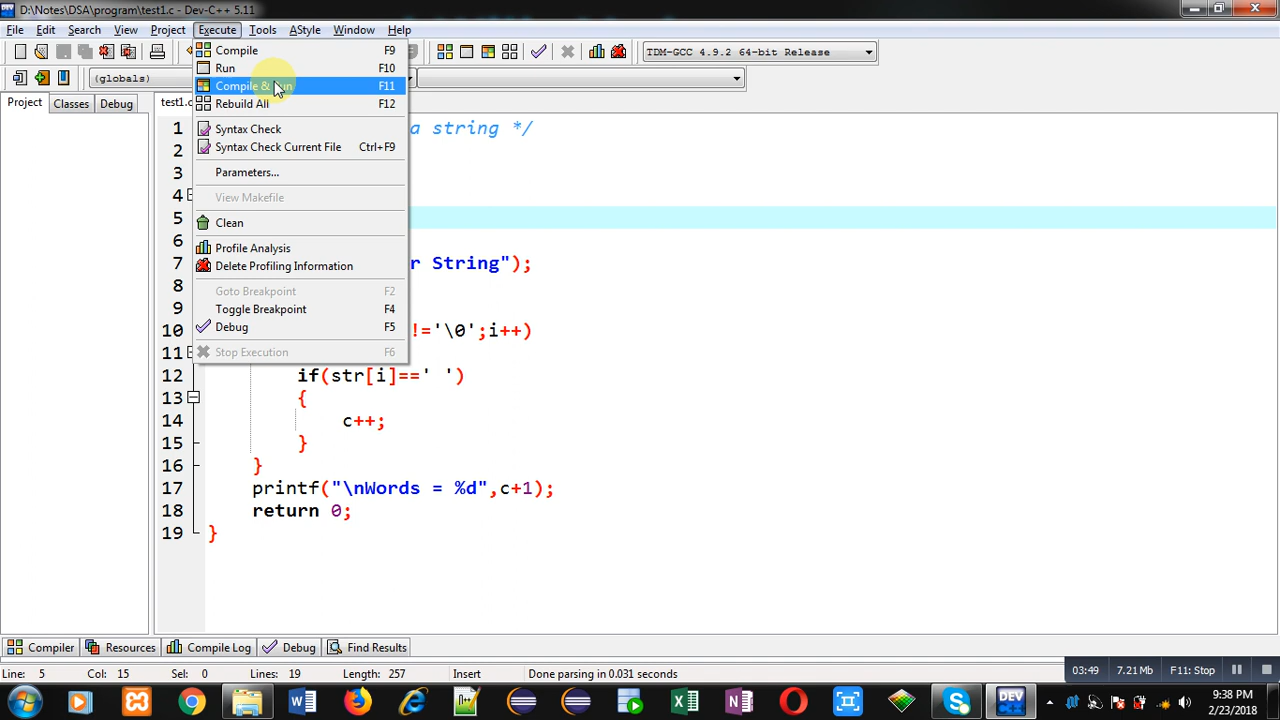 D:\Notes\DSA\program\test1.c - Dev-C++ 5.11
File Edit Search View Project Execute Tools AStyle Window Help
TDM-GCC 4.9.2 64-bit Release
(globals)
Project Classes Debug test1.c
Compile F9
Run F10
Compile & Run F11
Rebuild All F12
Syntax Check
Syntax Check Current File Ctrl+F9
Parameters...
View Makefile
Clean
Profile Analysis
Delete Profiling Information
Goto Breakpoint F2
Toggle Breakpoint F4
Debug F5
Stop Execution F6
1 a string */
2
3
4
5
6
7 r String");
8
9
10 !='\0';i++)
11
12 if(str[i]==' ')
13 {
14 c++;
15 }
16 }
17 printf("\nWords = %d",c+1);
18 return 0;
19 }
Compiler Resources Compile Log Debug Find Results
Line: 5 Col: 15 Sel: 0 Lines: 19 Length: 257 Insert Done parsing in 0.031 seconds
03:49 7.21 Mb F11: Stop
DEV C++
9:38 PM
2/23/2018